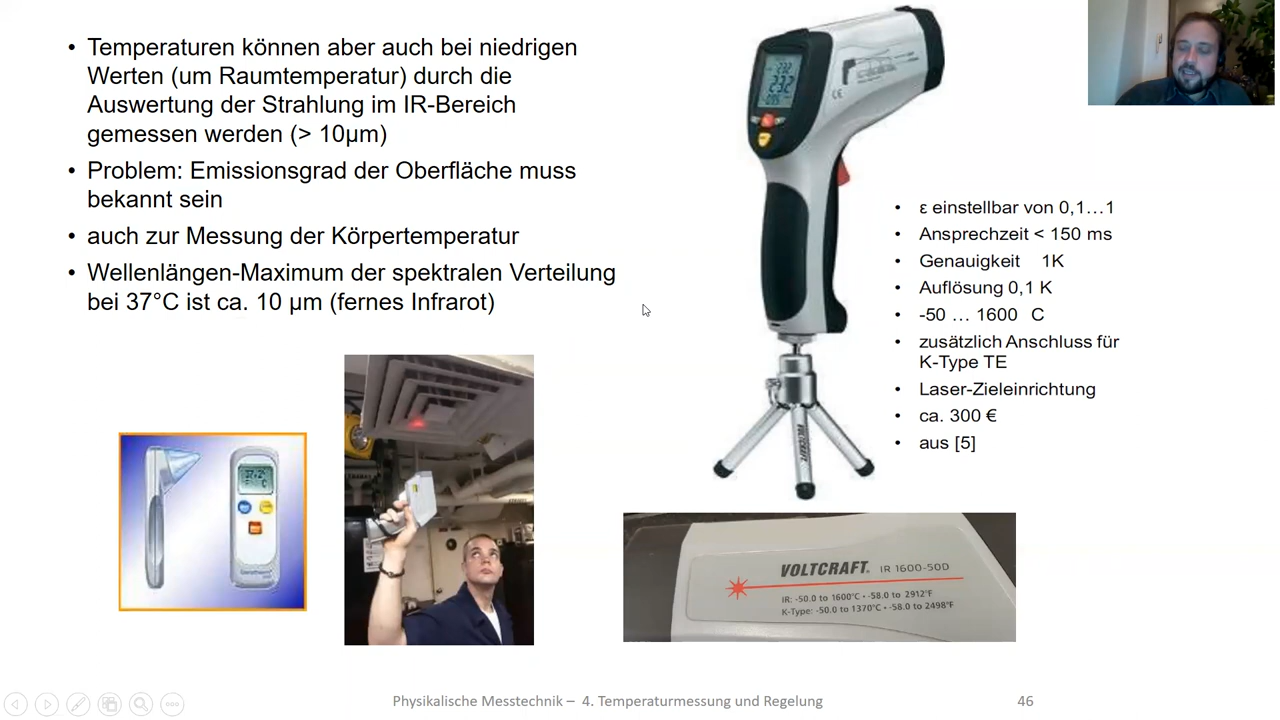 • Temperaturen können aber auch bei niedrigen
Werten (um Raumtemperatur) durch die
Auswertung der Strahlung im IR-Bereich
gemessen werden (> 10µm)
• Problem: Emissionsgrad der Oberfläche muss
bekannt sein
• auch zur Messung der Körpertemperatur
• Wellenlängen-Maximum der spektralen Verteilung
bei 37°C ist ca. 10 µm (fernes Infrarot)
• ε einstellbar von 0,1…1
• Ansprechzeit < 150 ms
• Genauigkeit 1K
• Auflösung 0,1 K
• -50 … 1600 C
• zusätzlich Anschluss für
K-Type TE
• Laser-Zieleinrichtung
• ca. 300 €
• aus [5]
VOLTCRAFT
VOLTCRAFT. IR 1600-50D
IR: -50.0 to 1600°C • -58.0 to 2912°F
K-Type: -50.0 to 1370°C • -58.0 to 2498°F
Physikalische Messtechnik – 4. Temperaturmessung und Regelung
46